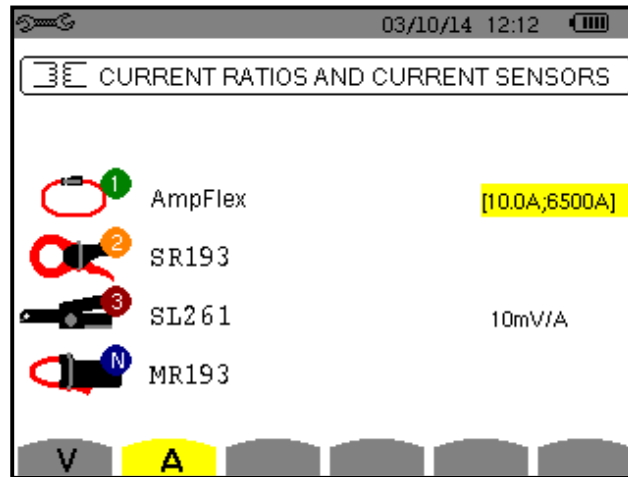 03/10/14 12:12
CURRENT RATIOS AND CURRENT SENSORS
1 AmpFlex [10.0A;6500A]
2 SR193
3 SL261 10mV/A
N MR193
V A